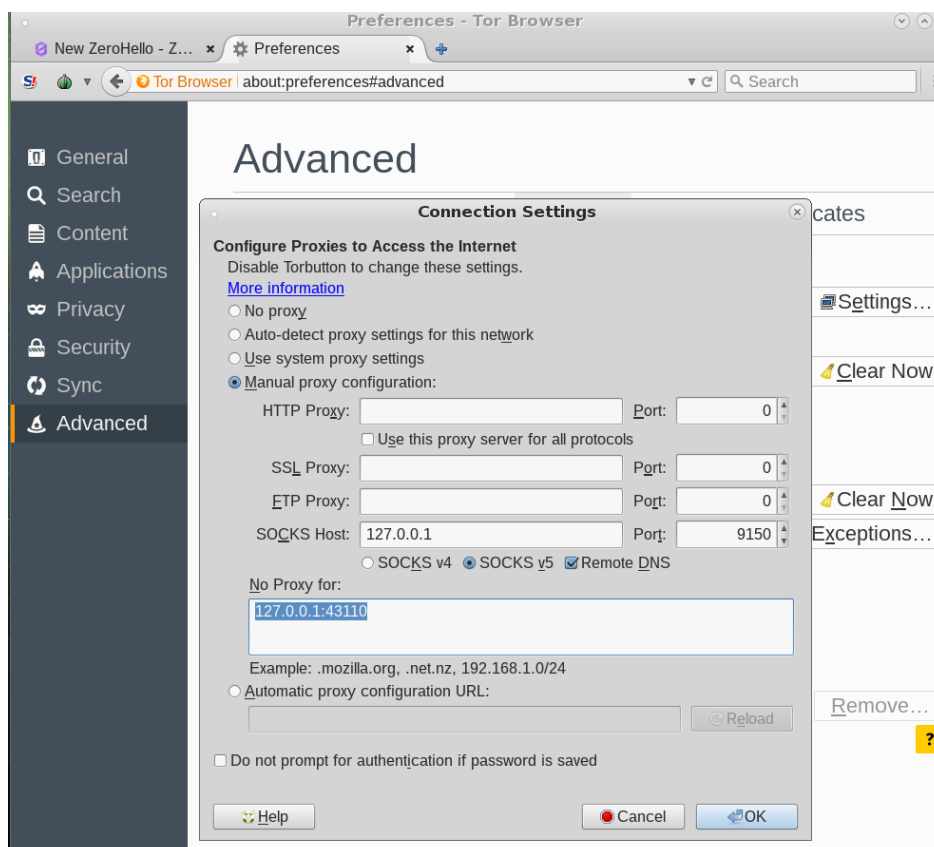 Preferences - Tor Browser
New ZeroHello - Z...
Preferences
S!
Tor Browser about:preferences#advanced
Search
General
Search
Content
Applications
Privacy
Security
Sync
Advanced
Advanced
cates
Settings...
Clear Now
Clear Now
Exceptions...
Remove...
?
Connection Settings
Configure Proxies to Access the Internet
Disable Torbutton to change these settings.
More information
No proxy
Auto-detect proxy settings for this network
Use system proxy settings
Manual proxy configuration:
HTTP Proxy: Port: 0
Use this proxy server for all protocols
SSL Proxy: Port: 0
FTP Proxy: Port: 0
SOCKS Host: 127.0.0.1 Port: 9150
SOCKS v4 SOCKS v5 Remote DNS
No Proxy for:
127.0.0.1:43110
Example: .mozilla.org, .net.nz, 192.168.1.0/24
Automatic proxy configuration URL:
Reload
Do not prompt for authentication if password is saved
Help Cancel OK